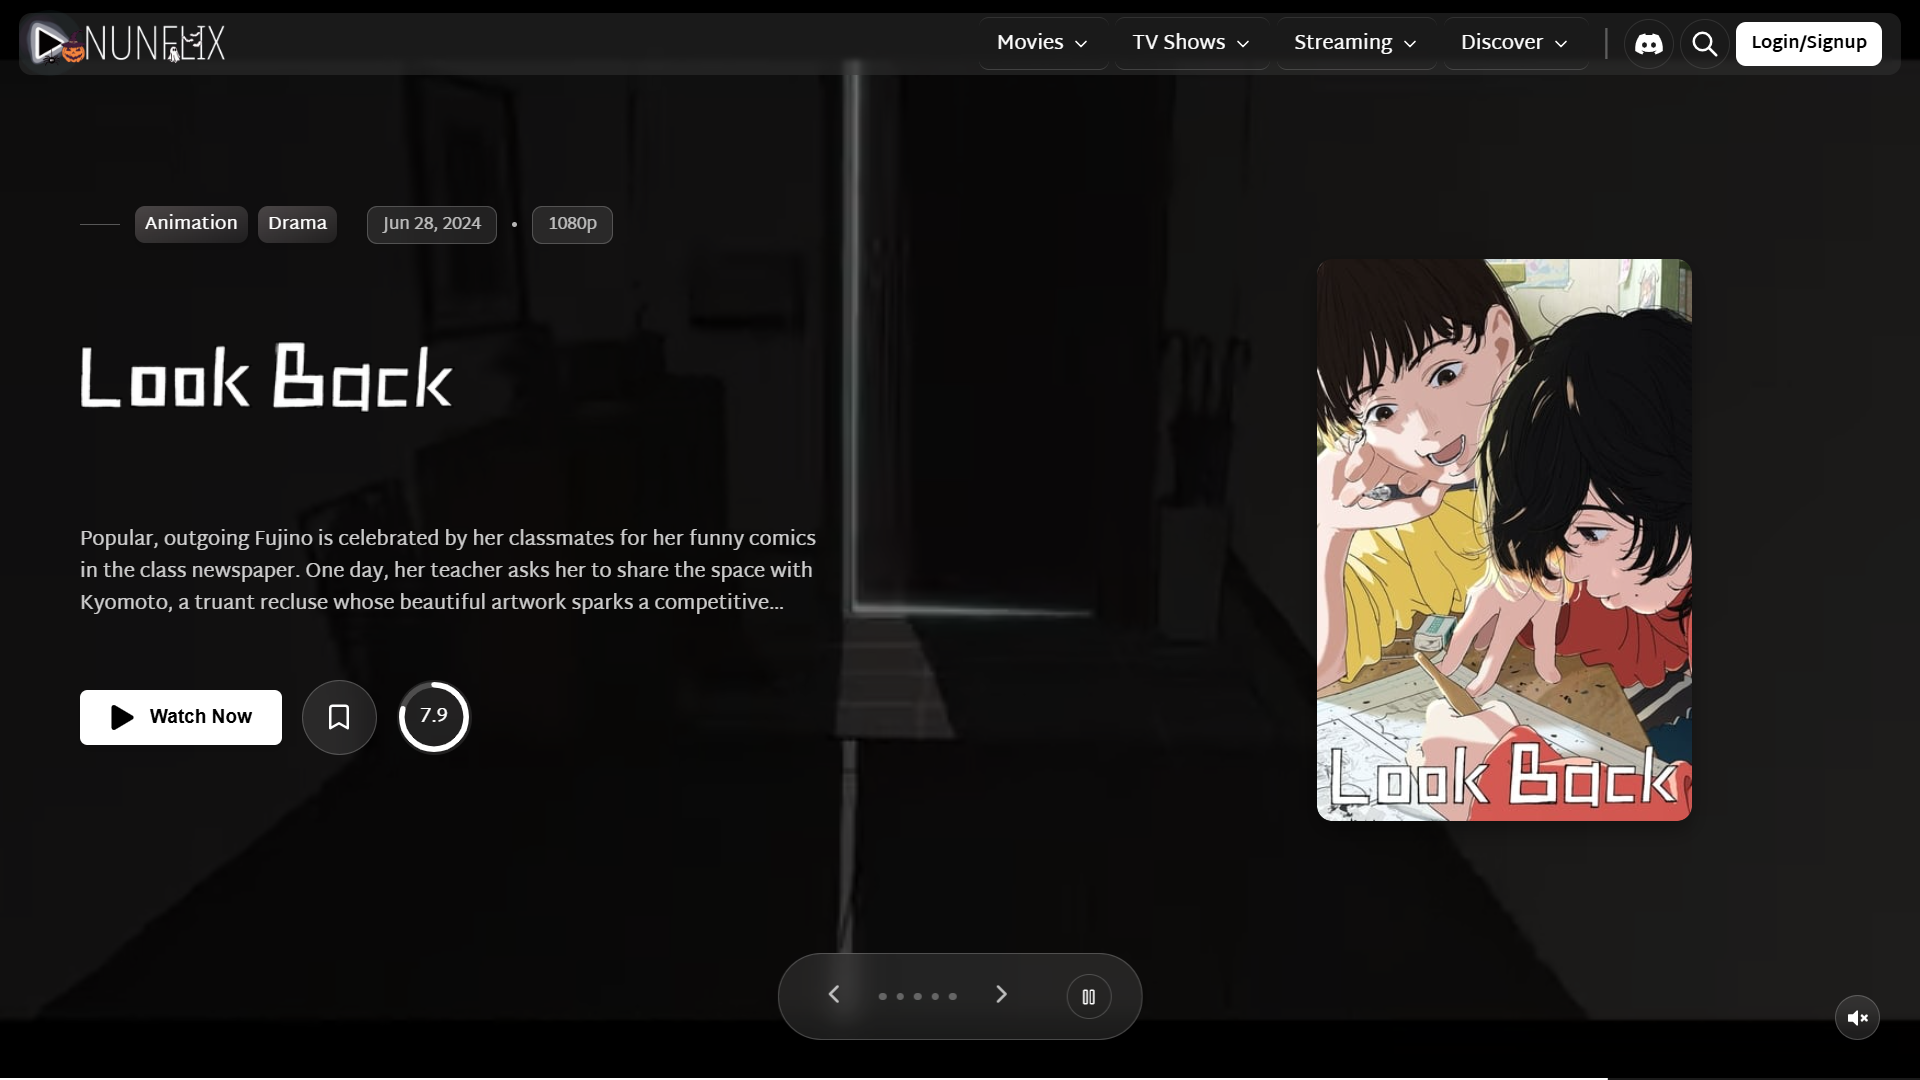 NUNFLIX
Movies
TV Shows
Streaming
Discover
Login/Signup
Animation
Drama
Jun 28, 2024
1080p
Look Back
Popular, outgoing Fujino is celebrated by her classmates for her funny comics
in the class newspaper. One day, her teacher asks her to share the space with
Kyomoto, a truant recluse whose beautiful artwork sparks a competitive...
Watch Now
7.9
Look Back